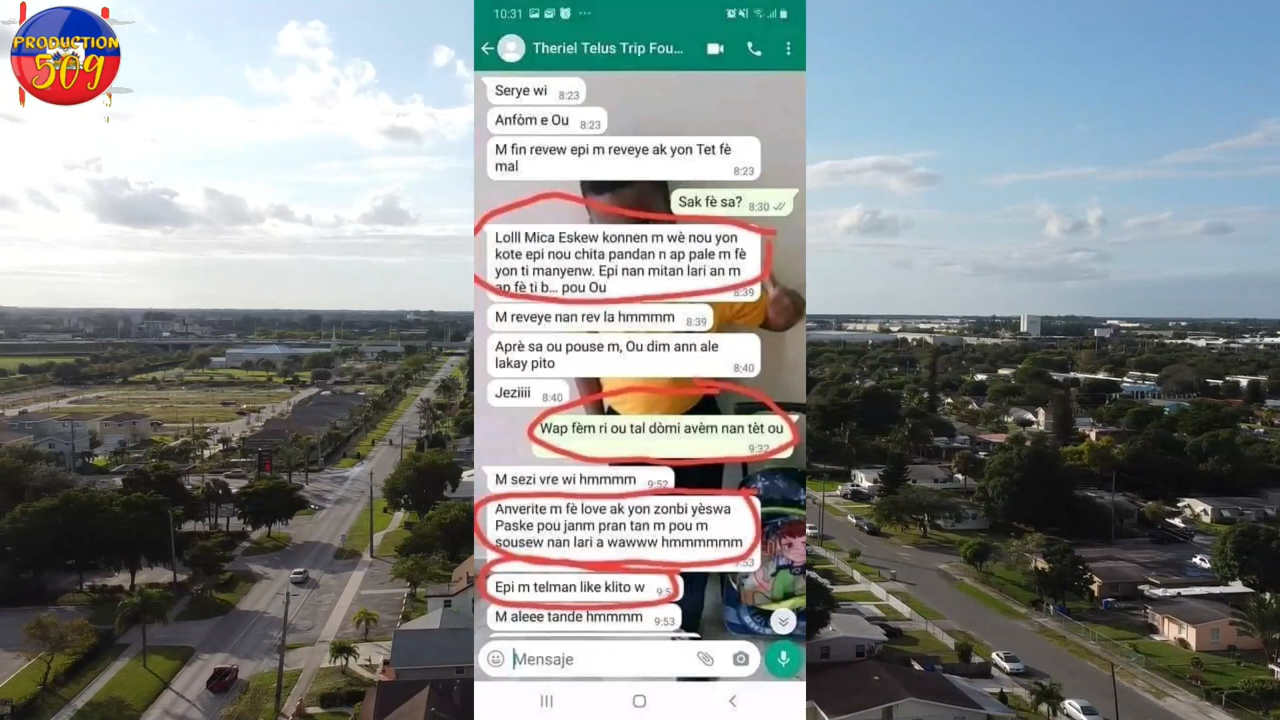 PRODUCTION
509
10:31
Theriel Telus Trip Fou...
Serye wi 8:23
Anfòm e Ou 8:23
M fin revew epi m reveye ak yon Tet fè
mal
8:23
Sak fè sa? 8:30
Lolll Mica Eskew konnen m wè nou yon
kote epi nou chita pandan n ap pale m fè
yon ti manyenw. Epi nan mitan lari an m
ap fè ti b... pou Ou
8:39
M reveye nan rev la hmmmm 8:39
Aprè sa ou pouse m, Ou dim ann ale
lakay pito
8:40
Jeziiii 8:40
Wap fèm ri ou tal dòmi avèm nan tèt ou
9:32
M sezi vre wi hmmmm 9:52
Anverite m fè love ak yon zonbi yèswa
Paske pou janm pran tan m pou m
sousew nan lari a wawww hmmmmmm
Epi m telman like klito w
M aleee tande hmmmm 9:53
Mensaje